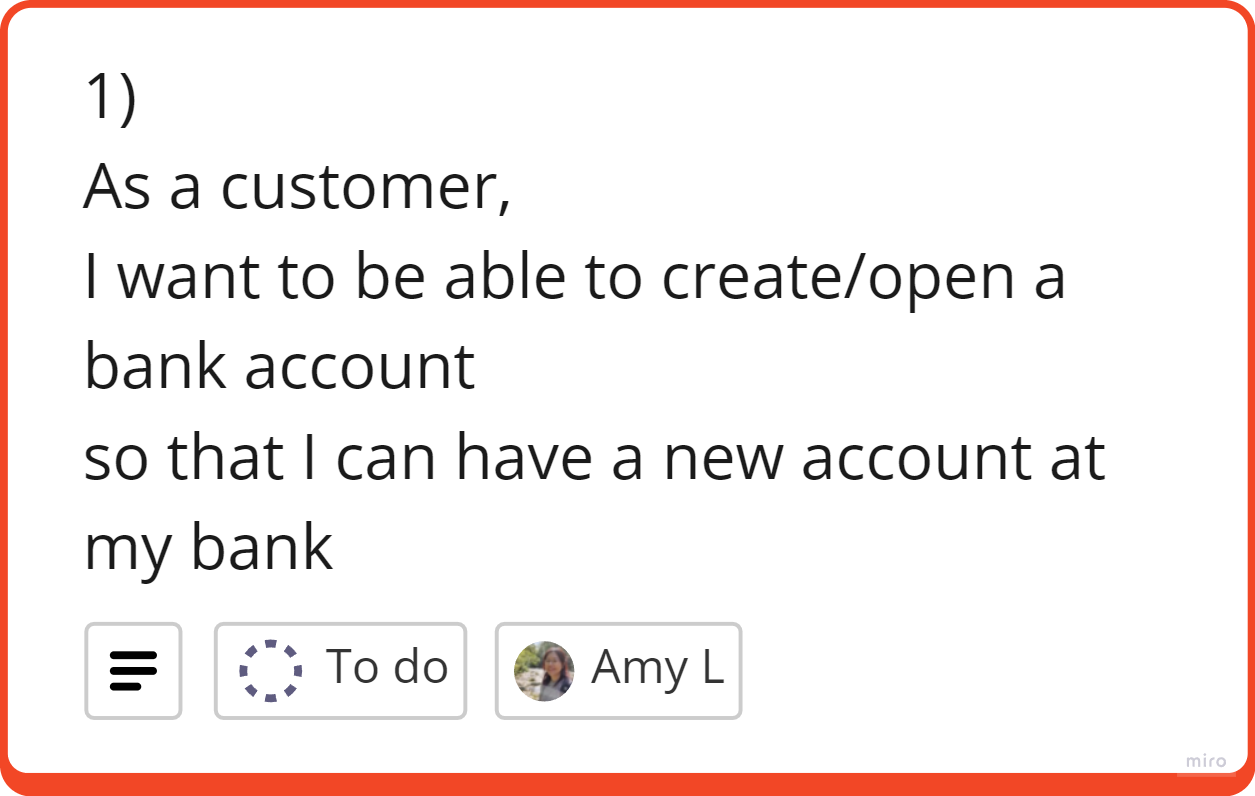 1)
As a customer,
I want to be able to create/open a
bank account
so that I can have a new account at
my bank
To do
Amy L
miro